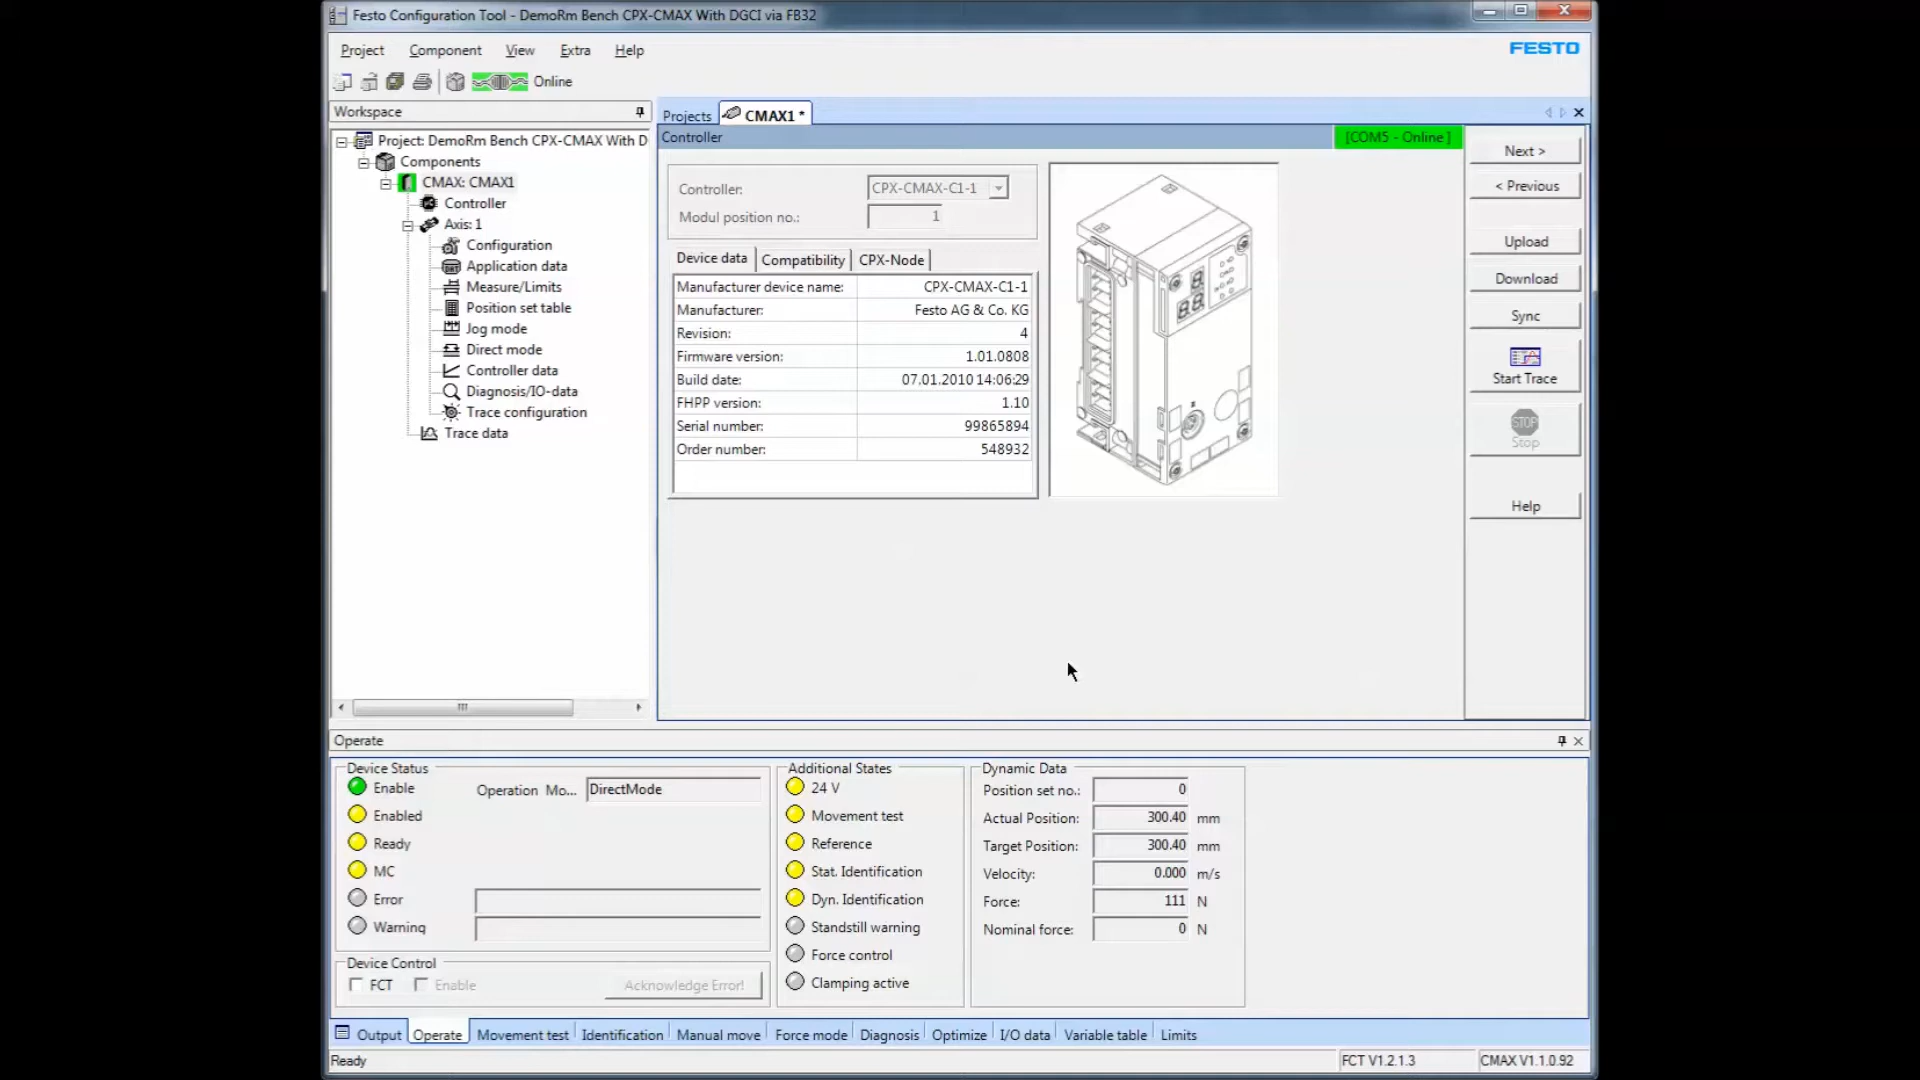 Festo Configuration Tool - DemoRm Bench CPX-CMAX With DGCI via FB32
Project Component View Extra Help
FESTO
Online
Workspace
Project: DemoRm Bench CPX-CMAX With D
Components
CMAX: CMAX1
Controller
Axis: 1
Configuration
Application data
Measure/Limits
Position set table
Jog mode
Direct mode
Controller data
Diagnosis/IO-data
Trace configuration
Trace data
Projects CMAX1 *
Controller
[COM5 - Online ]
Controller: CPX-CMAX-C1-1
Modul position no.: 1
Device data Compatibility CPX-Node
Manufacturer device name: CPX-CMAX-C1-1
Manufacturer: Festo AG & Co. KG
Revision: 4
Firmware version: 1.01.0808
Build date: 07.01.2010 14:06:29
FHPP version: 1.10
Serial number: 99865894
Order number: 548932
Next >
< Previous
Upload
Download
Sync
Start Trace
STOP
Stop
Help
Operate
Device Status
Enable
Operation Mo... DirectMode
Enabled
Ready
MC
Error
Warning
Device Control
FCT Enable Acknowledge Error!
Additional States
24 V
Movement test
Reference
Stat. Identification
Dyn. Identification
Standstill warning
Force control
Clamping active
Dynamic Data
Position set no.: 0
Actual Position: 300.40 mm
Target Position: 300.40 mm
Velocity: 0.000 m/s
Force: 111 N
Nominal force: 0 N
Output Operate Movement test Identification Manual move Force mode Diagnosis Optimize I/O data Variable table Limits
Ready
FCT V1.2.1.3
CMAX V1.1.0.92